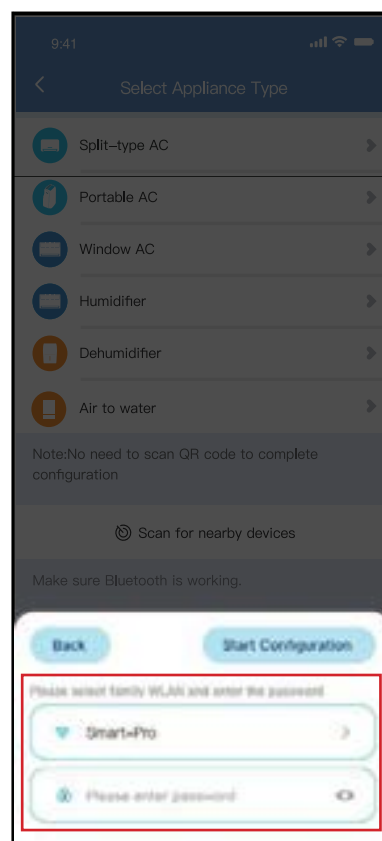 9:41
Select Appliance Type
Split-type AC
Portable AC
Window AC
Humidifier
Dehumidifier
Air to water
Note:No need to scan QR code to complete
configuration
Scan for nearby devices
Make sure Bluetooth is working.
Back
Start Configuration
Please select family WLAN and enter the password
Smart-Pro
Please enter password